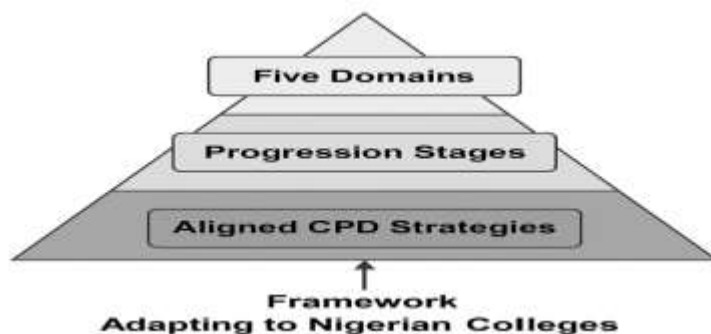 Five Domains
Progression Stages
Aligned CPD Strategies
Framework
Adapting to Nigerian Colleges